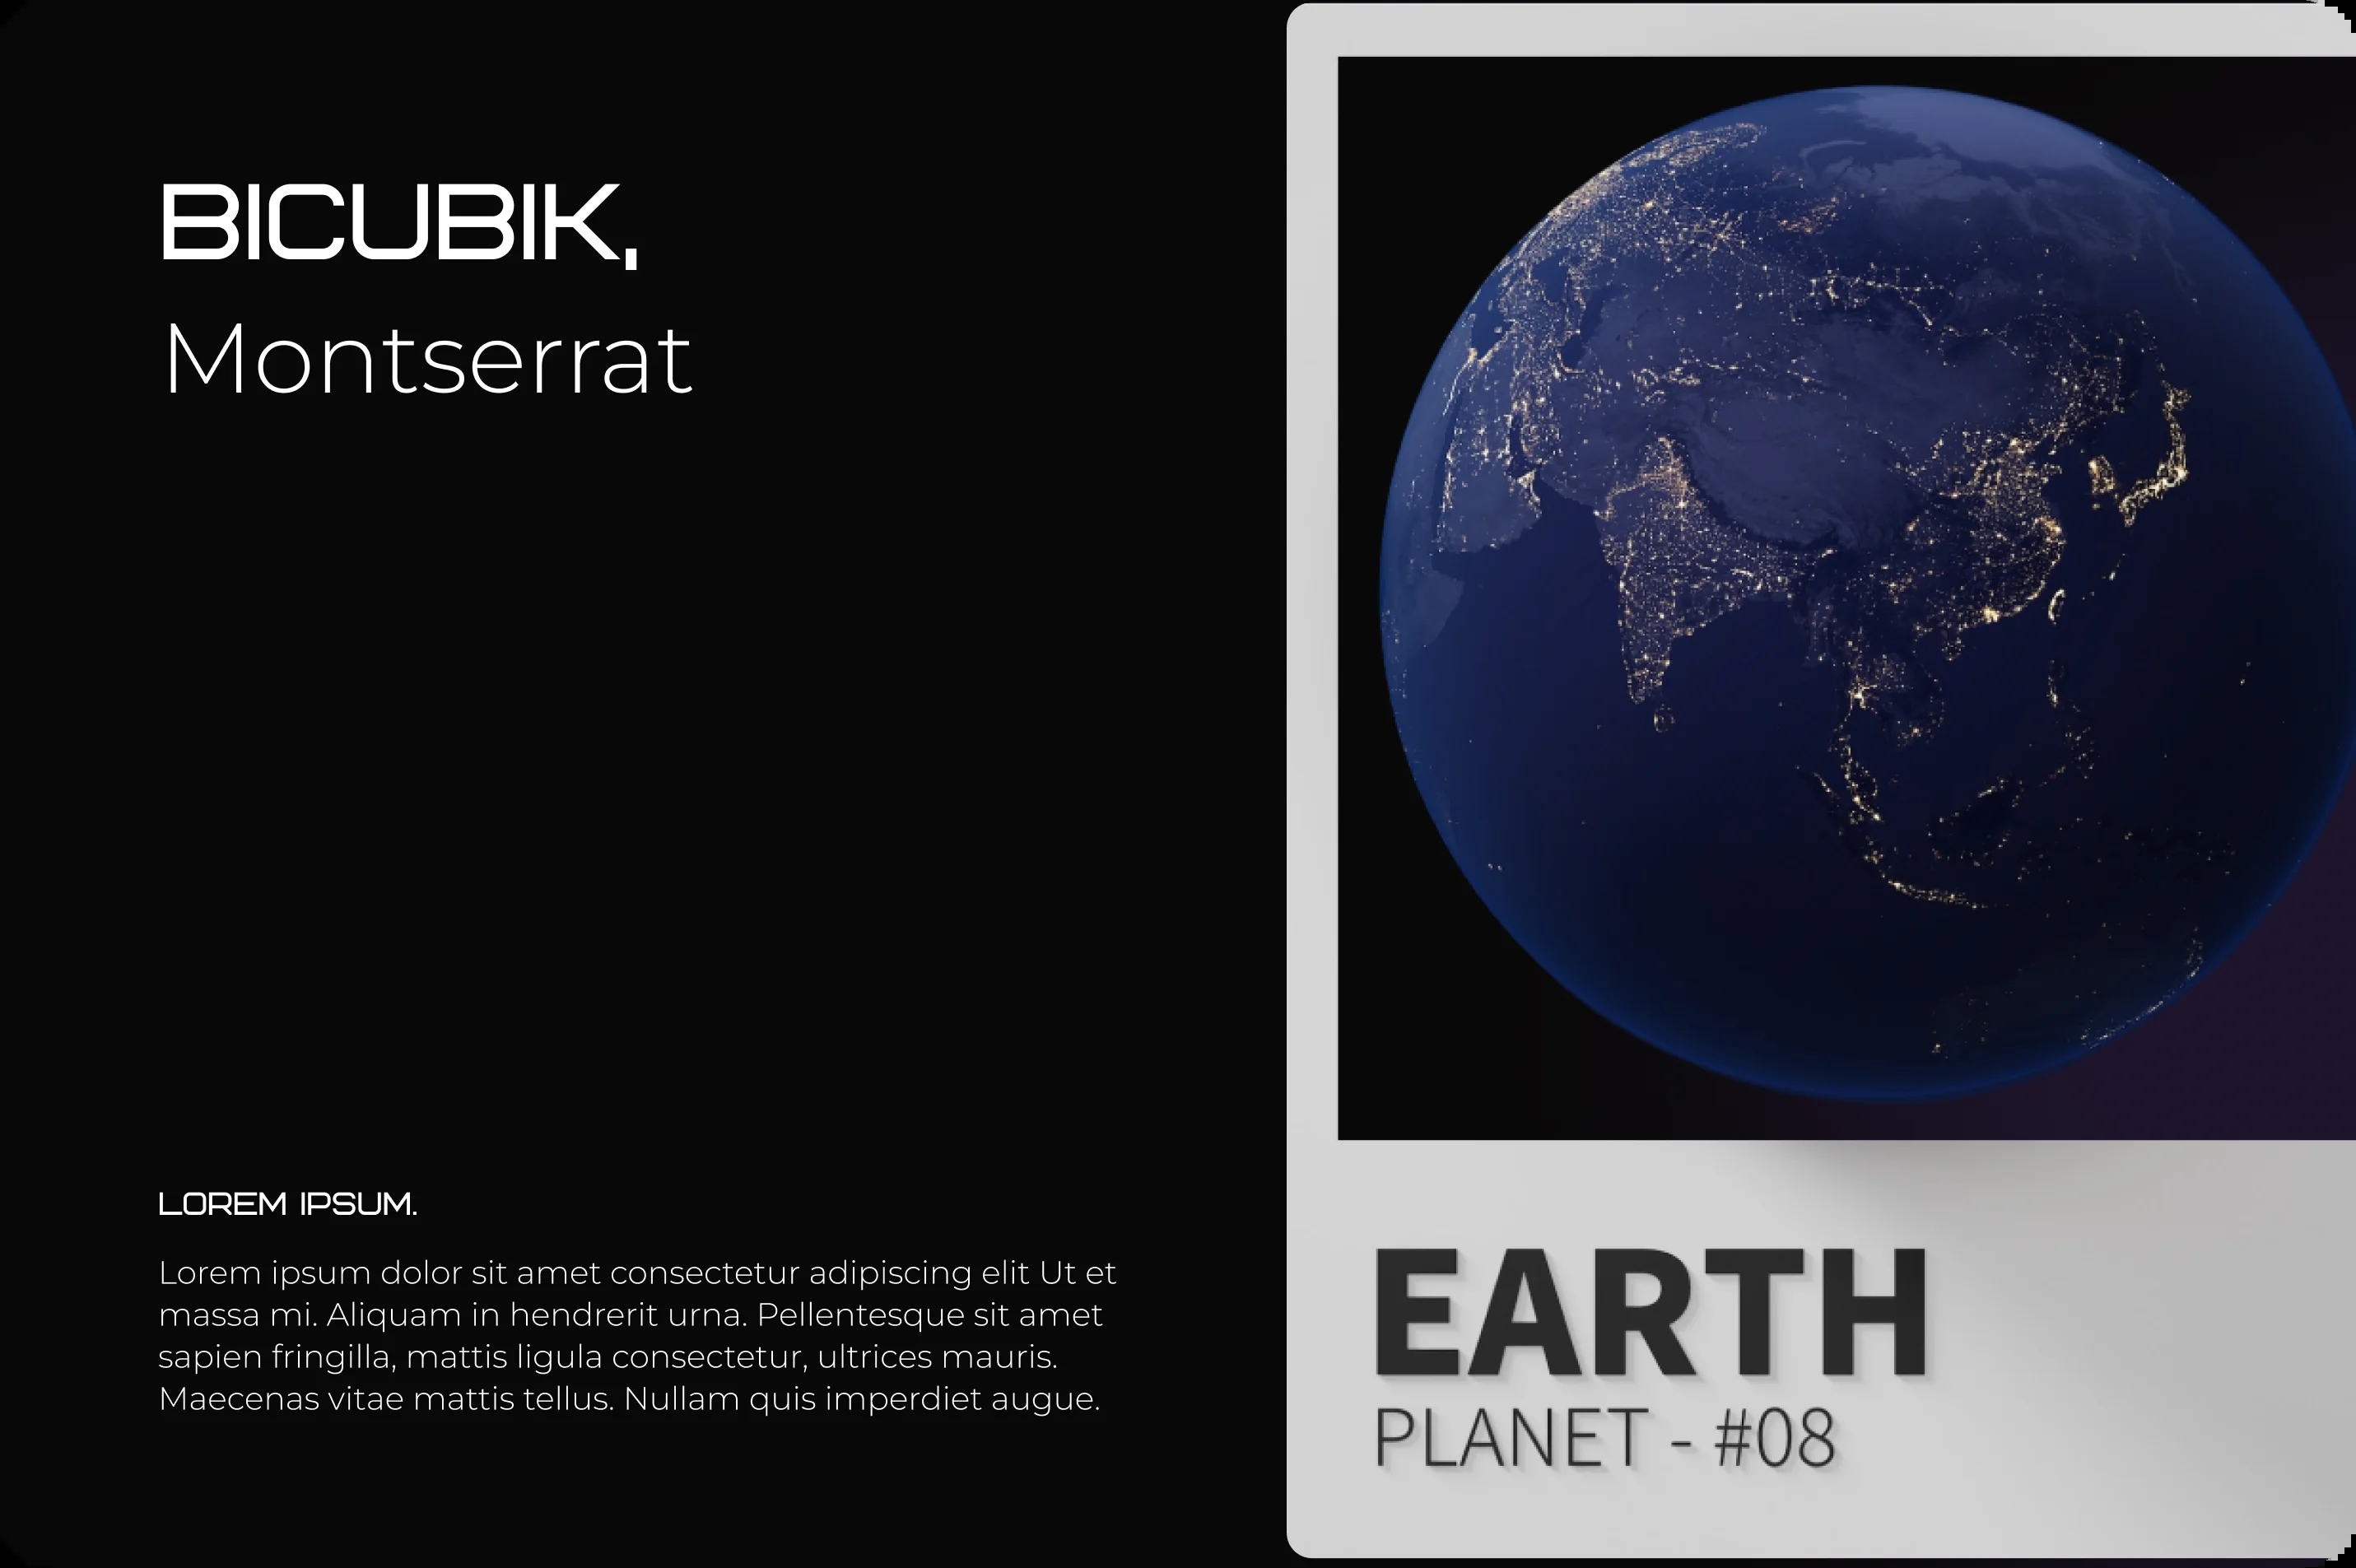 BICUBIK,
Montserrat
LOREM IPSUM.
Lorem ipsum dolor sit amet consectetur adipiscing elit Ut et
massa mi. Aliquam in hendrerit urna. Pellentesque sit amet
sapien fringilla, mattis ligula consectetur, ultrices mauris.
Maecenas vitae mattis tellus. Nullam quis imperdiet augue.
EARTH
PLANET - #08